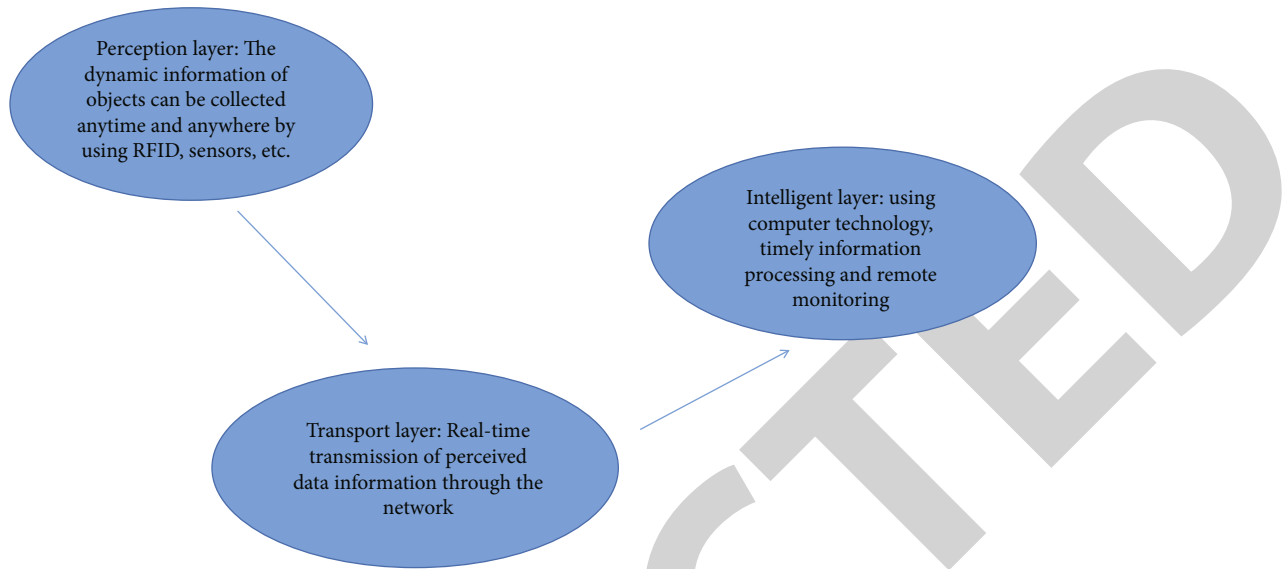 Perception layer: The
dynamic information of
objects can be collected
anytime and anywhere by
using RFID, sensors, etc.
Intelligent layer: using
computer technology,
timely information
processing and remote
monitoring
Transport layer: Real-time
transmission of perceived
data information through the
network
CTED